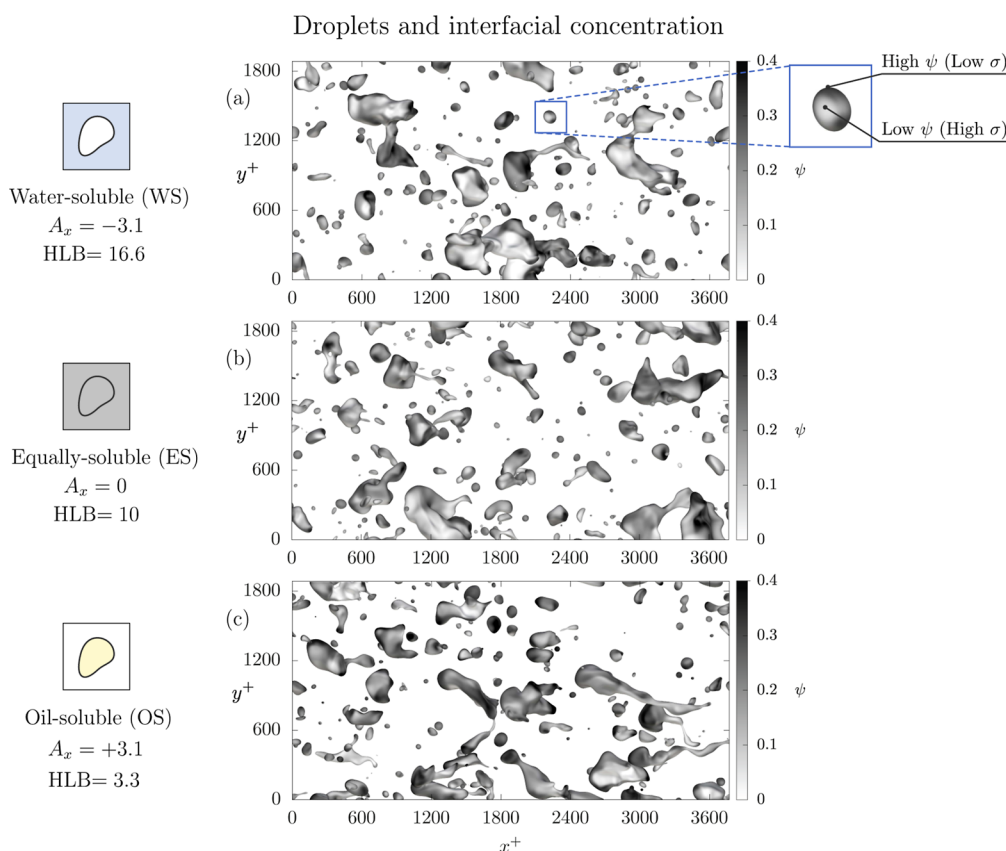 Droplets and interfacial concentration
Water-soluble (WS)
A_x = −3.1
HLB= 16.6
(a)
y^+
1800
1200
600
0
0 600 1200 1800 2400 3000 3600
0.4
0.3
0.2
0.1
0
ψ
High ψ (Low σ)
Low ψ (High σ)
Equally-soluble (ES)
A_x = 0
HLB= 10
(b)
y^+
1800
1200
600
0
0 600 1200 1800 2400 3000 3600
0.4
0.3
0.2
0.1
0
ψ
Oil-soluble (OS)
A_x = +3.1
HLB= 3.3
(c)
y^+
1800
1200
600
0
0 600 1200 1800 2400 3000 3600
x^+
0.4
0.3
0.2
0.1
0
ψ